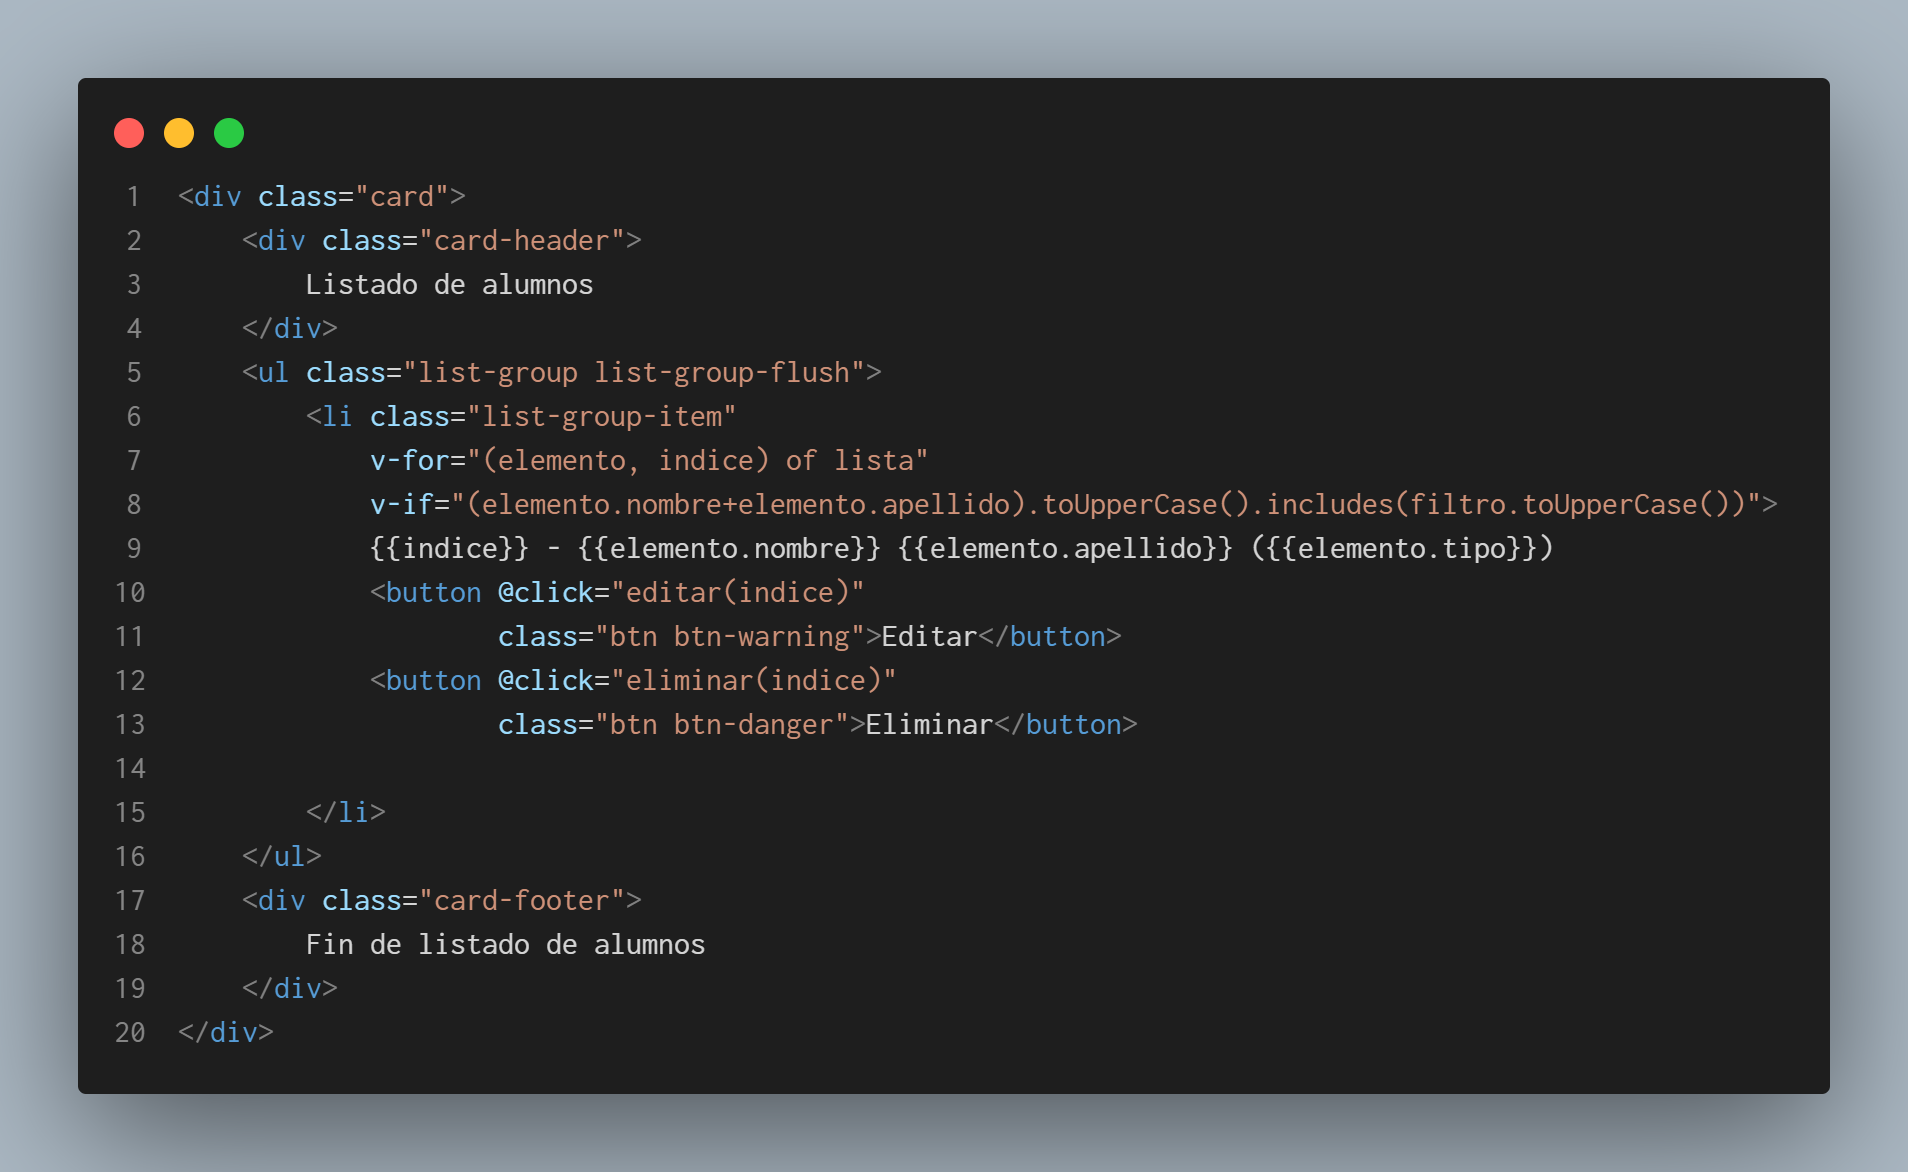 1 <div class="card">
2     <div class="card-header">
3         Listado de alumnos
4     </div>
5     <ul class="list-group list-group-flush">
6         <li class="list-group-item"
7             v-for="(elemento, indice) of lista"
8             v-if="(elemento.nombre+elemento.apellido).toUpperCase().includes(filtro.toUpperCase())">
9             {{indice}} - {{elemento.nombre}} {{elemento.apellido}} ({{elemento.tipo}})
10             <button @click="editar(indice)"
11                     class="btn btn-warning">Editar</button>
12             <button @click="eliminar(indice)"
13                     class="btn btn-danger">Eliminar</button>
14
15         </li>
16     </ul>
17     <div class="card-footer">
18         Fin de listado de alumnos
19     </div>
20 </div>